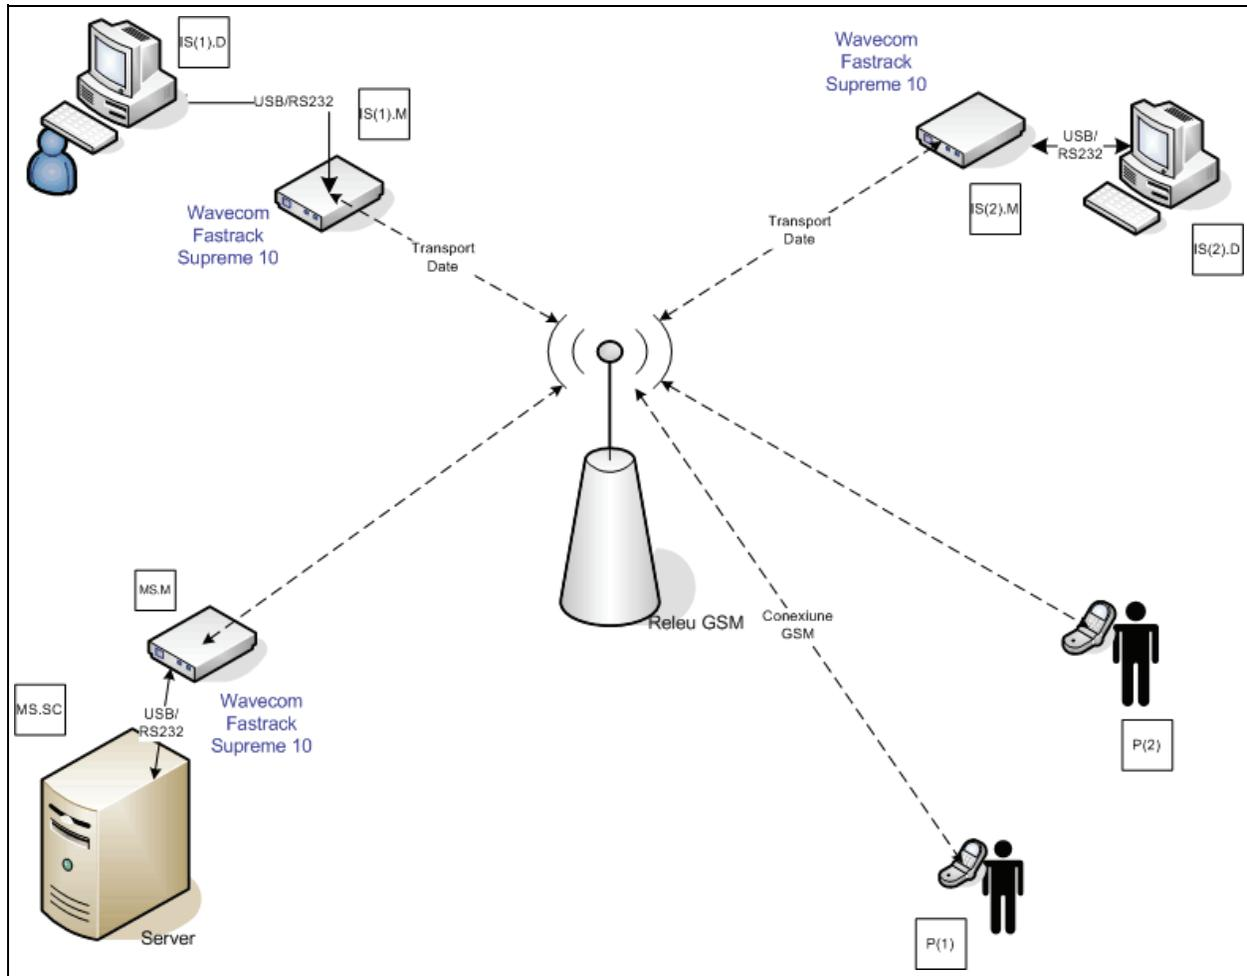 IS(1).D
USB/RS232
IS(1).M
Wavecom
Fastrack
Supreme 10
Transport
Date
Wavecom
Fastrack
Supreme 10
USB/
RS232
IS(2).M
IS(2).D
Transport
Date
Releu GSM
Conexiune
GSM
MS.M
MS.SC
USB/
RS232
Wavecom
Fastrack
Supreme 10
Server
P(2)
P(1)